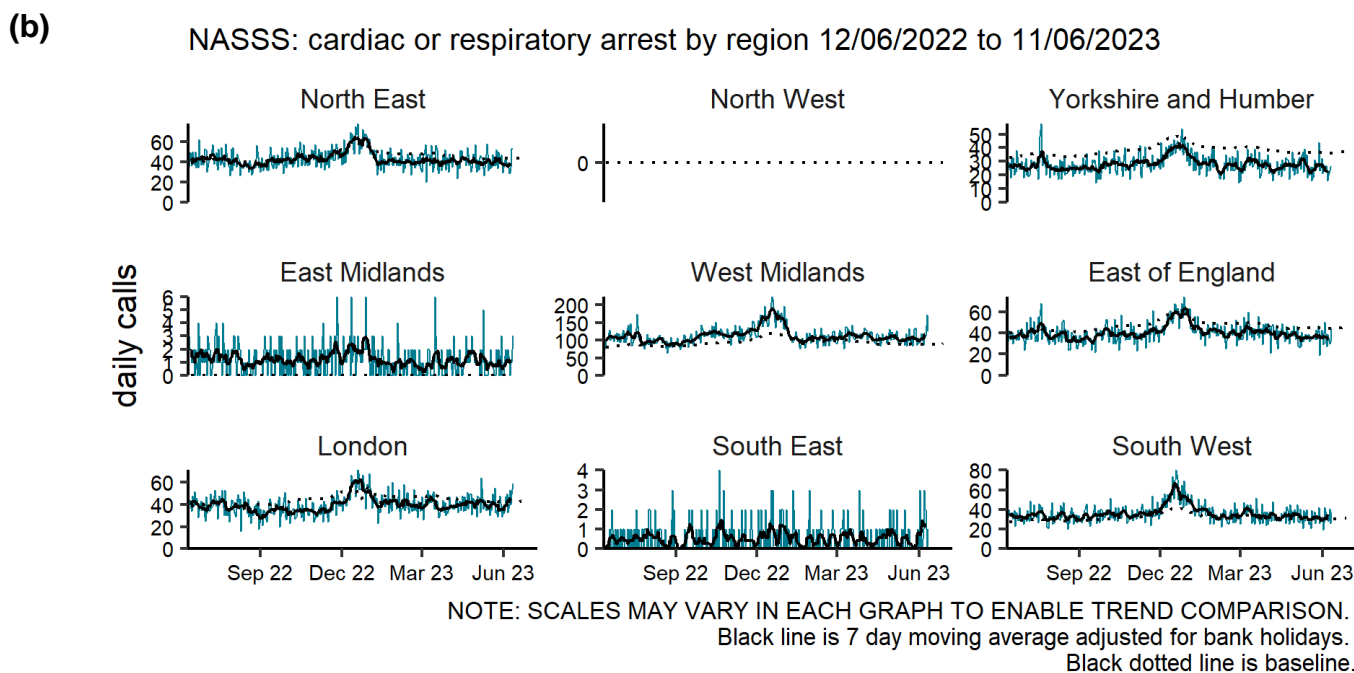 (b)
NASSS: cardiac or respiratory arrest by region 12/06/2022 to 11/06/2023
North East
North West
Yorkshire and Humber
60
40
20
0
0
50
40
30
20
10
0
daily calls
East Midlands
West Midlands
East of England
6
5
4
3
2
1
0
200
150
100
50
0
60
40
20
0
London
South East
South West
60
40
20
0
4
3
2
1
0
80
60
40
20
0
Sep 22 Dec 22 Mar 23 Jun 23
Sep 22 Dec 22 Mar 23 Jun 23
Sep 22 Dec 22 Mar 23 Jun 23
NOTE: SCALES MAY VARY IN EACH GRAPH TO ENABLE TREND COMPARISON.
Black line is 7 day moving average adjusted for bank holidays.
Black dotted line is baseline.